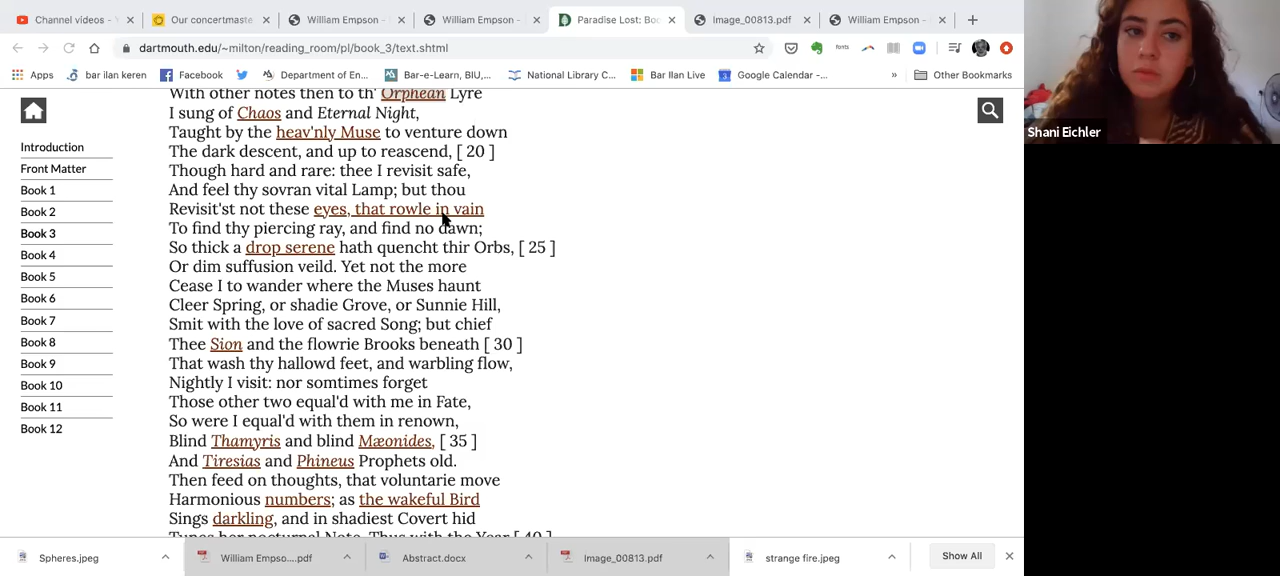 Channel videos - Y
Our concertmaste
William Empson -
William Empson -
Paradise Lost: Boo
image_00813.pdf
William Empson -
dartmouth.edu/~milton/reading_room/pl/book_3/text.shtml
fonts
Apps
bar ilan keren
Facebook
Department of En...
Bar-e-Learn, BIU,...
National Library C...
Bar Ilan Live
Google Calendar -...
»
Other Bookmarks
Introduction
Front Matter
Book 1
Book 2
Book 3
Book 4
Book 5
Book 6
Book 7
Book 8
Book 9
Book 10
Book 11
Book 12
With other notes then to th' Orphean Lyre
I sung of Chaos and Eternal Night,
Taught by the heav'nly Muse to venture down
The dark descent, and up to reascend, [ 20 ]
Though hard and rare: thee I revisit safe,
And feel thy sovran vital Lamp; but thou
Revisit'st not these eyes, that rowle in vain
To find thy piercing ray, and find no dawn;
So thick a drop serene hath quencht thir Orbs, [ 25 ]
Or dim suffusion veild. Yet not the more
Cease I to wander where the Muses haunt
Cleer Spring, or shadie Grove, or Sunnie Hill,
Smit with the love of sacred Song; but chief
Thee Sion and the flowrie Brooks beneath [ 30 ]
That wash thy hallowd feet, and warbling flow,
Nightly I visit: nor somtimes forget
Those other two equal'd with me in Fate,
So were I equal'd with them in renown,
Blind Thamyris and blind Mæonides, [ 35 ]
And Tiresias and Phineus Prophets old.
Then feed on thoughts, that voluntarie move
Harmonious numbers; as the wakeful Bird
Sings darkling, and in shadiest Covert hid
Tunes her nocturnal Note. Thus with the Year [ 40 ]
Shani Eichler
Spheres.jpeg
William Empso....pdf
Abstract.docx
Image_00813.pdf
strange fire.jpeg
Show All